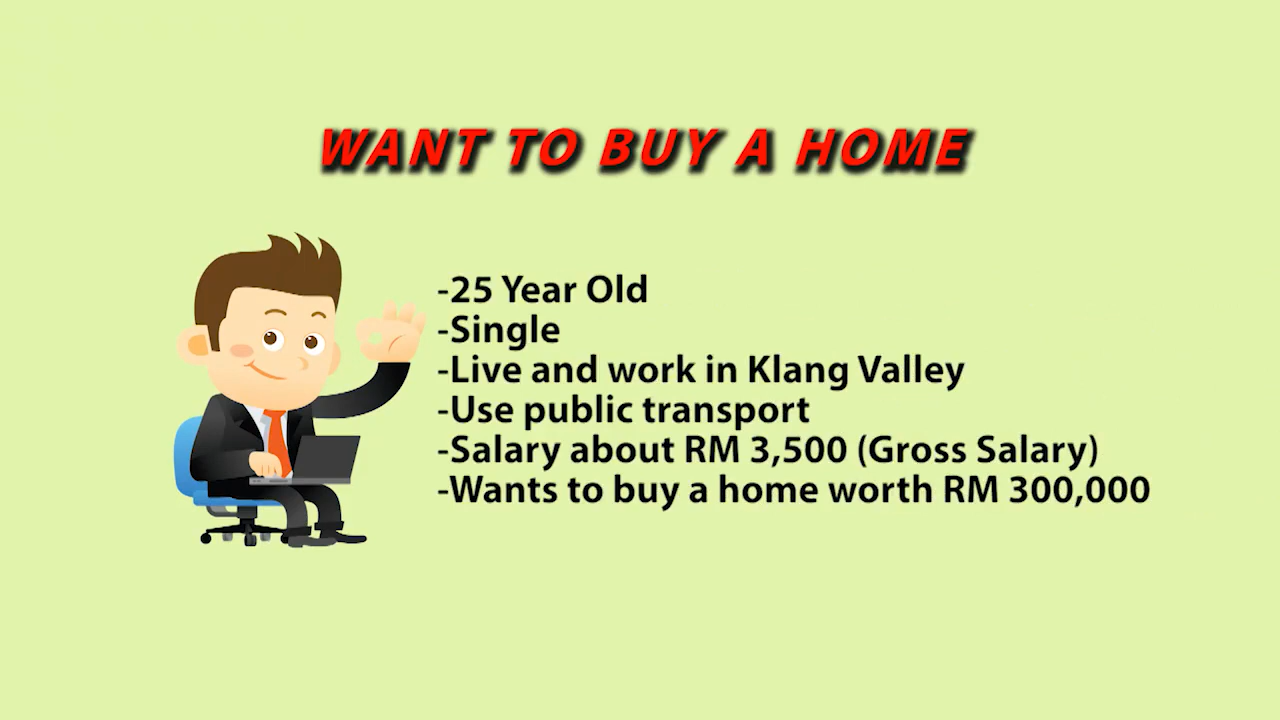 WANT TO BUY A HOME
-25 Year Old
-Single
-Live and work in Klang Valley
-Use public transport
-Salary about RM 3,500 (Gross Salary)
-Wants to buy a home worth RM 300,000